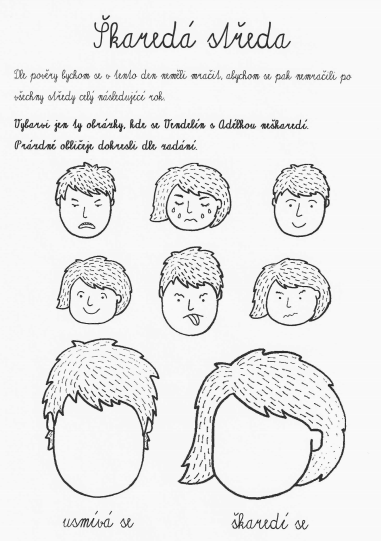 Škaredá středa
Dle pověry bychom se v tento den neměli mračit, abychom se pak nemračili po
všechny středy celý následující rok.
Vybarvi jen ty obrázky, kde se Vendelín s Adélkou neškaredí.
Prázdné obličeje dokresli dle zadání.
usmívá se
škaredí se